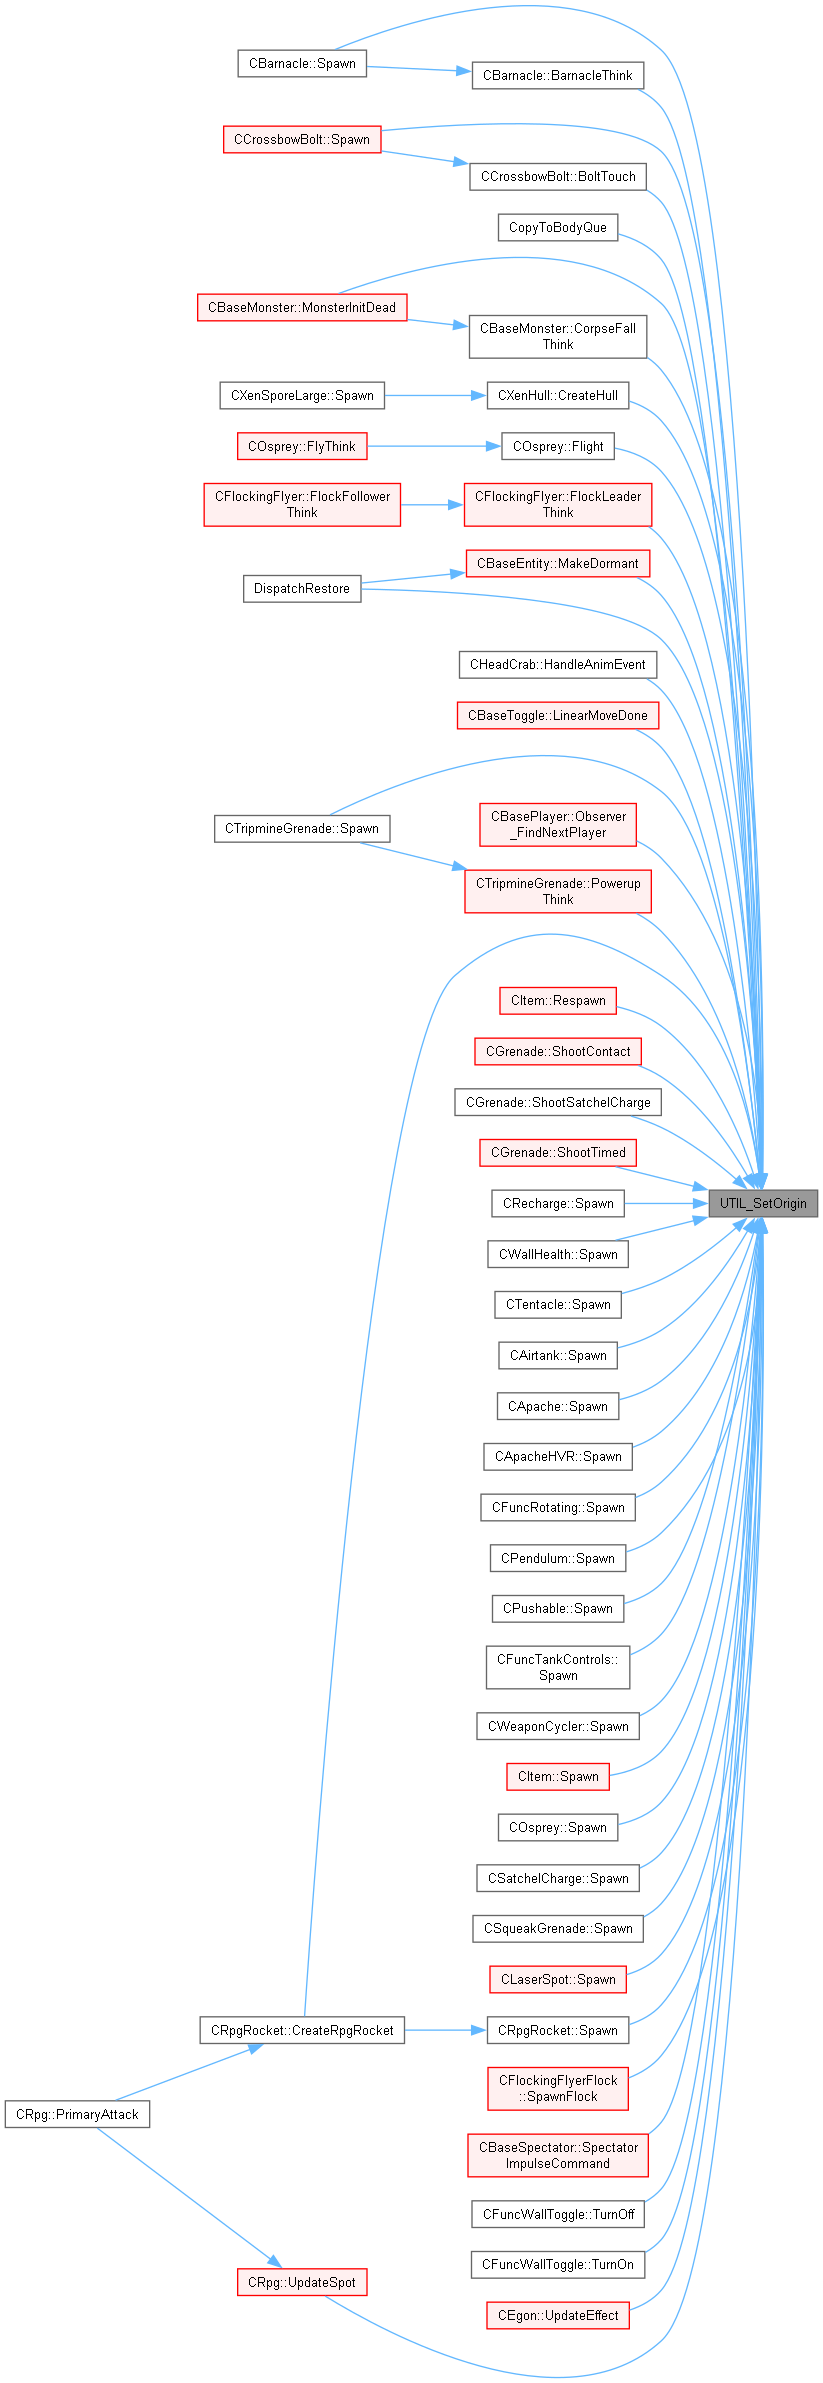 CBarnacle::Spawn
CBarnacle::BarnacleThink
CCrossbowBolt::Spawn
CCrossbowBolt::BoltTouch
CopyToBodyQue
CBaseMonster::MonsterInitDead
CBaseMonster::CorpseFall
Think
CXenSporeLarge::Spawn
CXenHull::CreateHull
COsprey::FlyThink
COsprey::Flight
CFlockingFlyer::FlockFollower
Think
CFlockingFlyer::FlockLeader
Think
CBaseEntity::MakeDormant
DispatchRestore
CHeadCrab::HandleAnimEvent
CBaseToggle::LinearMoveDone
CBasePlayer::Observer
_FindNextPlayer
CTripmineGrenade::Spawn
CTripmineGrenade::Powerup
Think
CItem::Respawn
CGrenade::ShootContact
CGrenade::ShootSatchelCharge
CGrenade::ShootTimed
UTIL_SetOrigin
CRecharge::Spawn
CWallHealth::Spawn
CTentacle::Spawn
CAirtank::Spawn
CApache::Spawn
CApacheHVR::Spawn
CFuncRotating::Spawn
CPendulum::Spawn
CPushable::Spawn
CFuncTankControls::
Spawn
CWeaponCycler::Spawn
CItem::Spawn
COsprey::Spawn
CSatchelCharge::Spawn
CSqueakGrenade::Spawn
CLaserSpot::Spawn
CRpgRocket::CreateRpgRocket
CRpgRocket::Spawn
CFlockingFlyerFlock
::SpawnFlock
CRpg::PrimaryAttack
CBaseSpectator::Spectator
ImpulseCommand
CFuncWallToggle::TurnOff
CFuncWallToggle::TurnOn
CRpg::UpdateSpot
CEgon::UpdateEffect